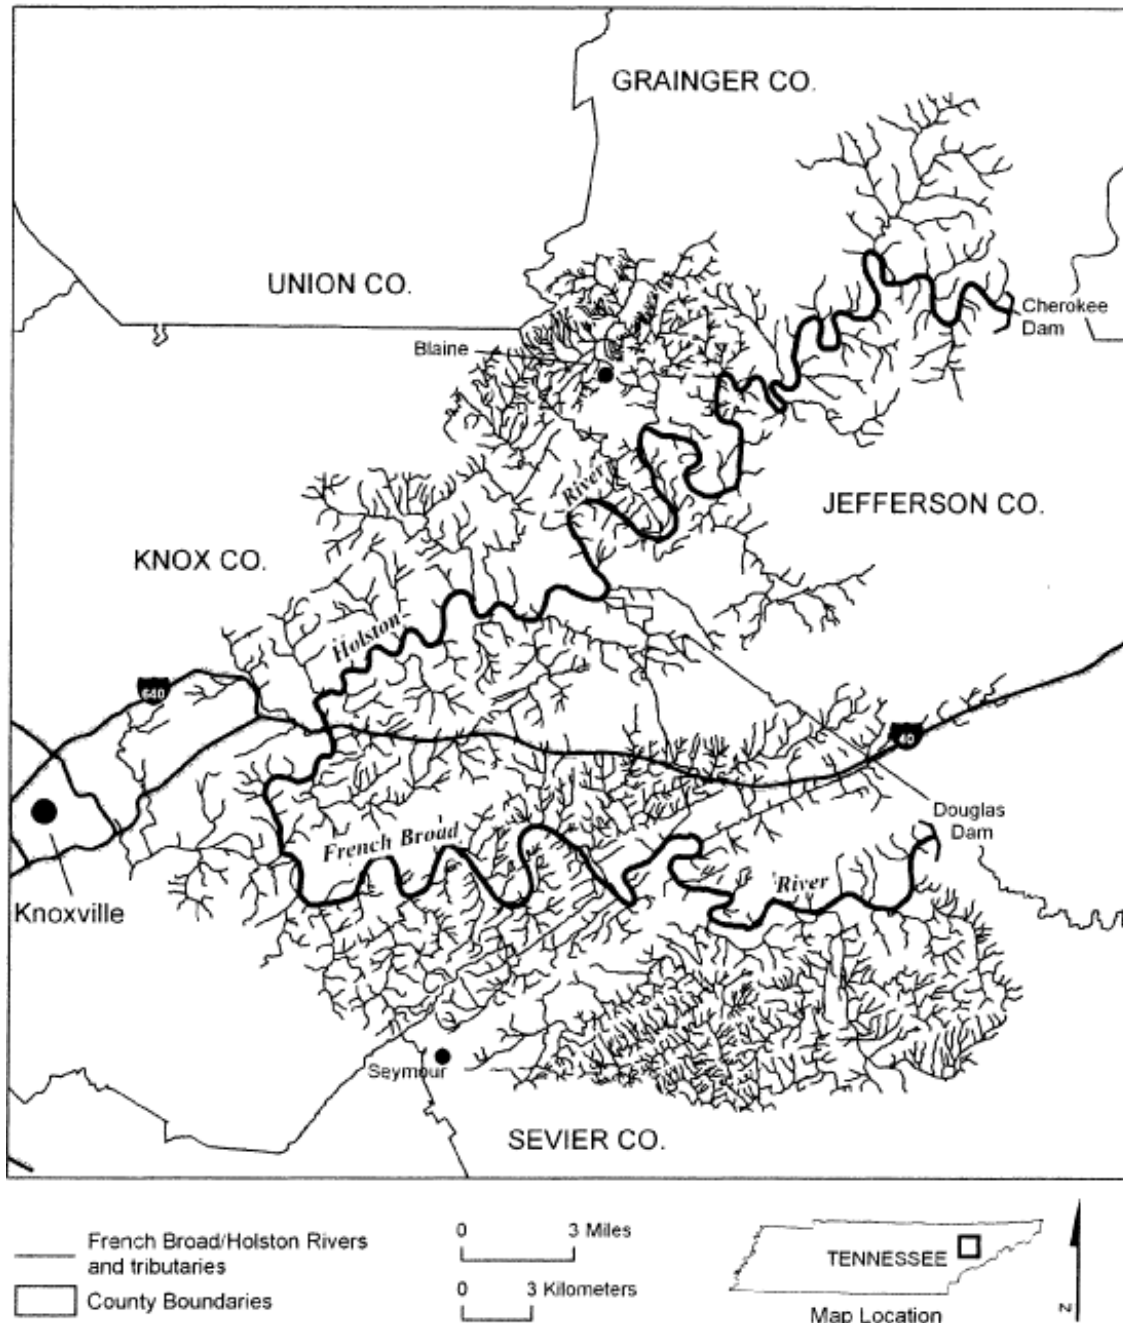 GRAINGER CO.
UNION CO.
Cherokee
Dam
Blaine
River
JEFFERSON CO.
KNOX CO.
Holston
640
40
Douglas
Dam
French Broad
River
Knoxville
Seymour
SEVIER CO.
French Broad/Holston Rivers
and tributaries
County Boundaries
0 3 Miles
0 3 Kilometers
TENNESSEE
Map Location
N